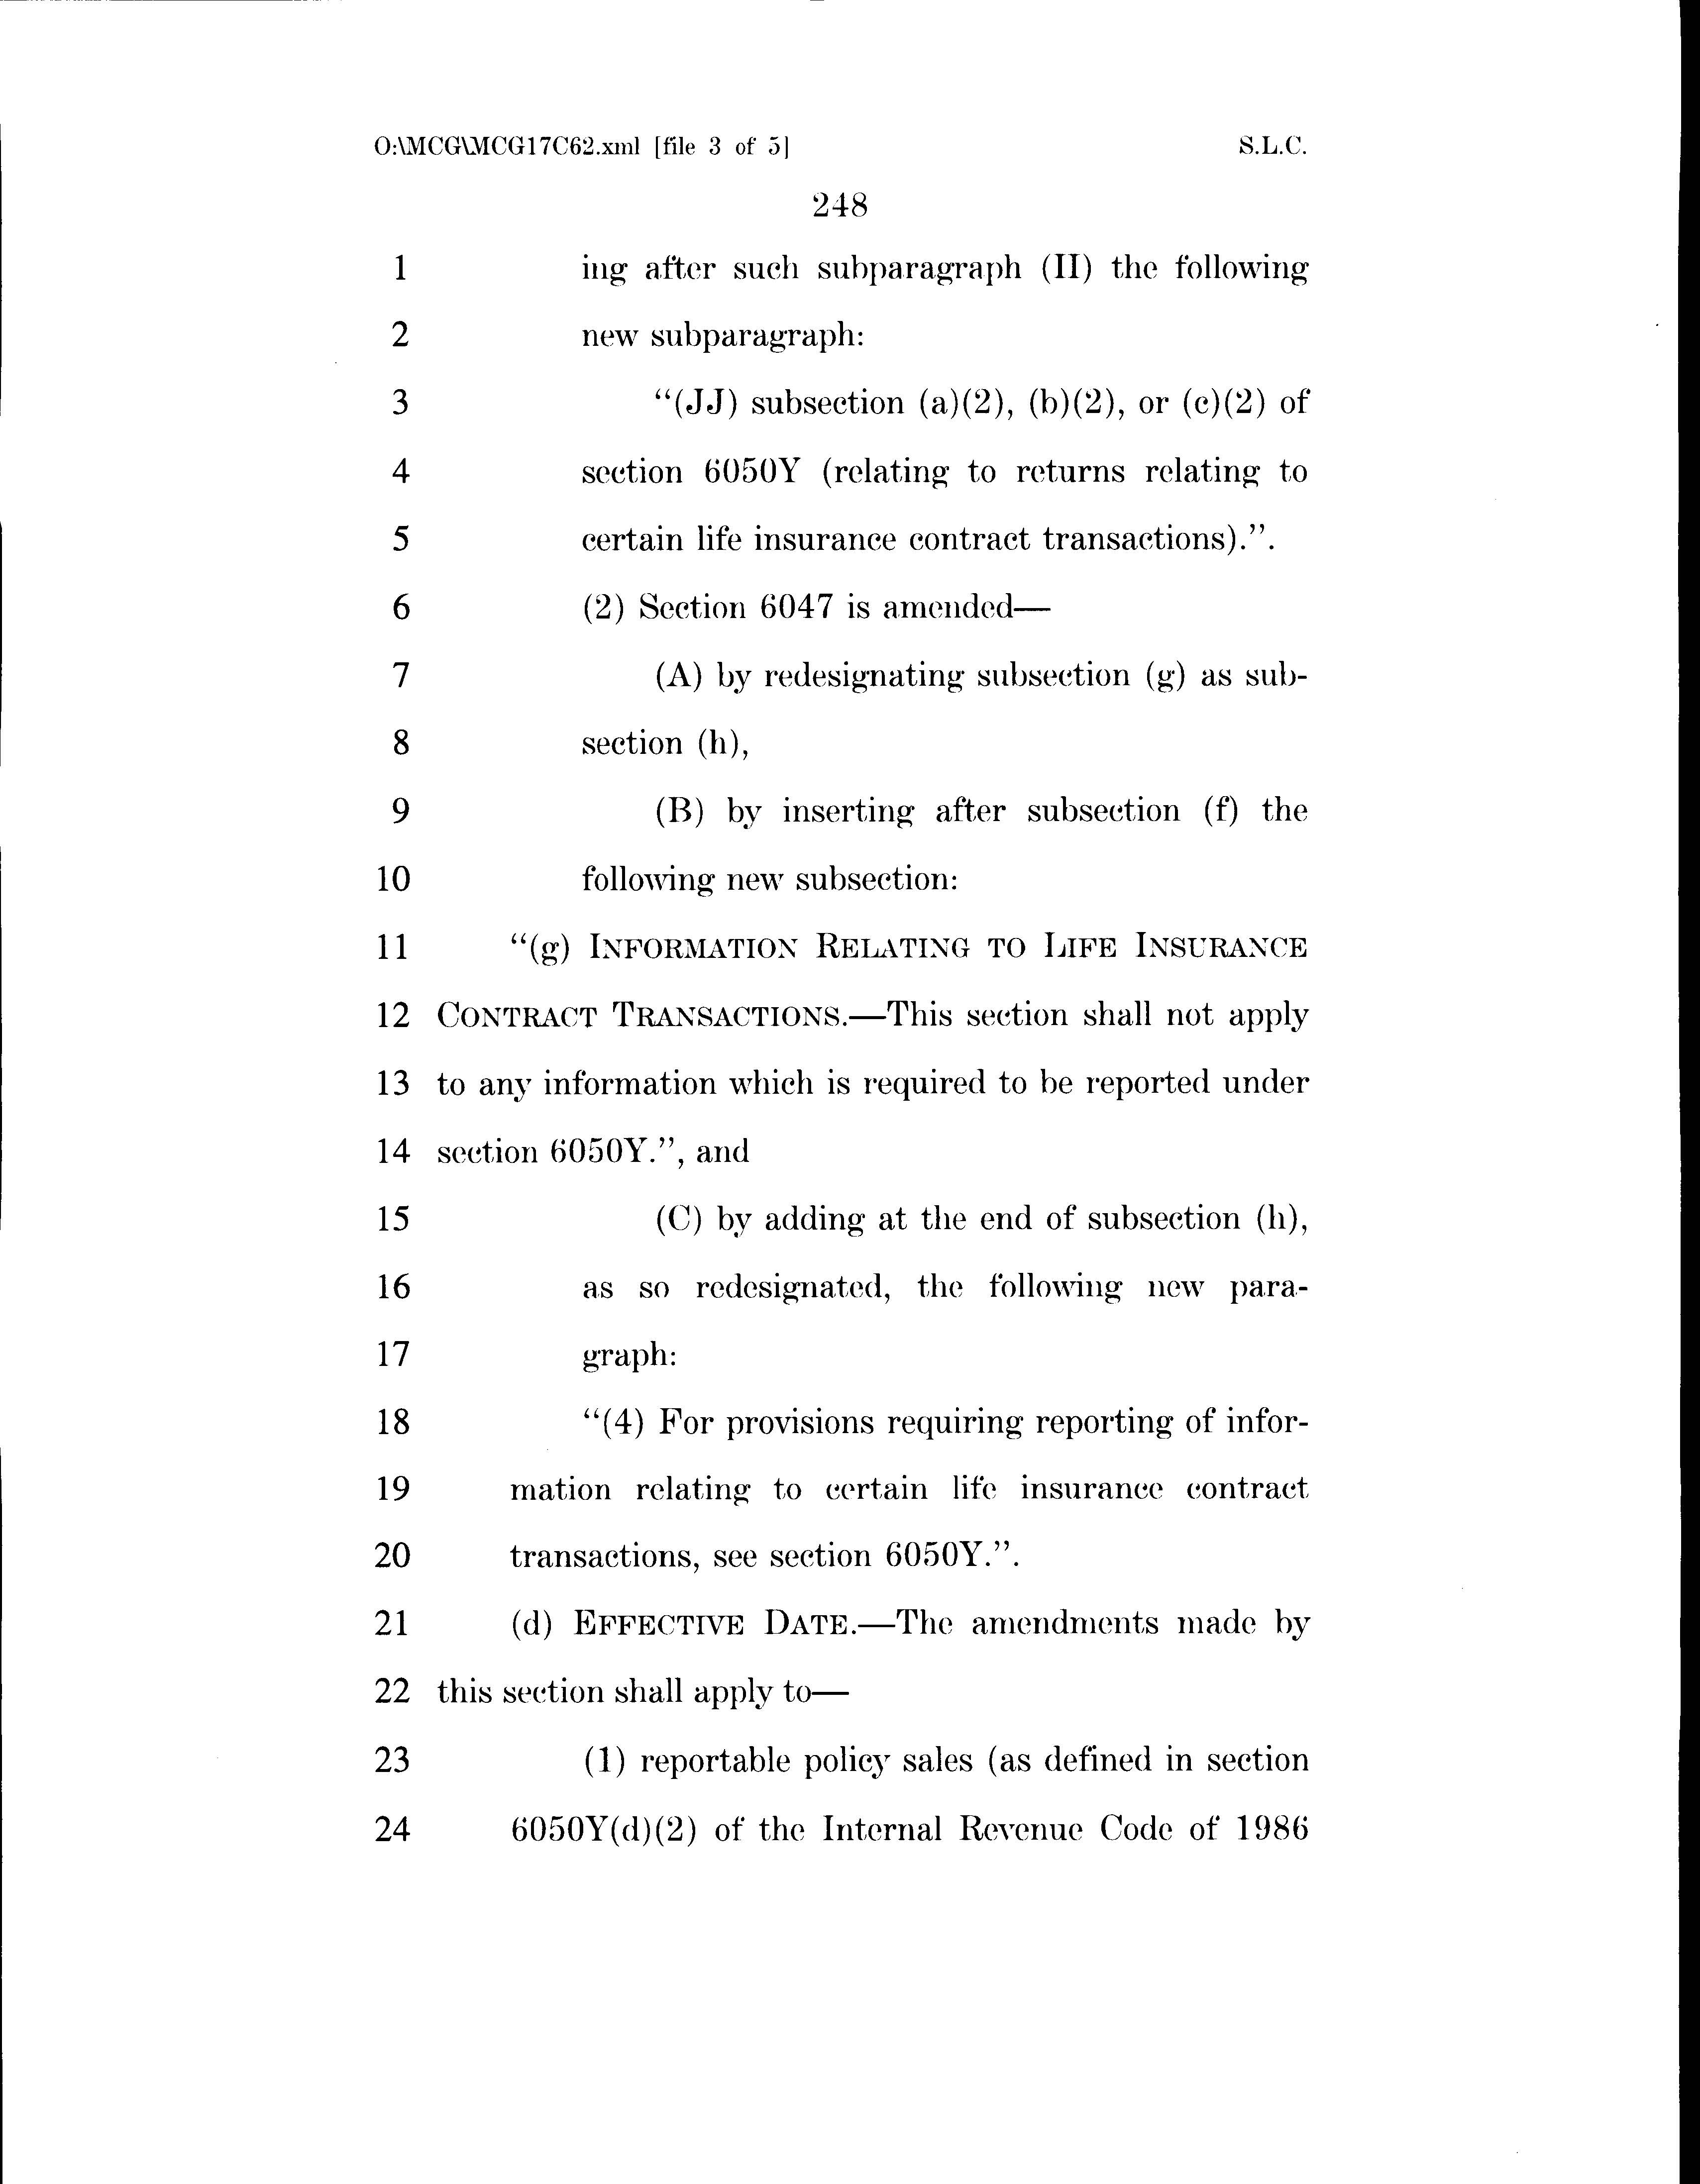 O:\MCG\MCG17C62.xml [file 3 of 5] S.L.C.
248
1 ing after such subparagraph (II) the following
2 new subparagraph:
3 “(JJ) subsection (a)(2), (b)(2), or (c)(2) of
4 section 6050Y (relating to returns relating to
5 certain life insurance contract transactions).”.
6 (2) Section 6047 is amended—
7 (A) by redesignating subsection (g) as sub-
8 section (h),
9 (B) by inserting after subsection (f) the
10 following new subsection:
11 “(g) INFORMATION RELATING TO LIFE INSURANCE
12 CONTRACT TRANSACTIONS.—This section shall not apply
13 to any information which is required to be reported under
14 section 6050Y.”, and
15 (C) by adding at the end of subsection (h),
16 as so redesignated, the following new para-
17 graph:
18 “(4) For provisions requiring reporting of infor-
19 mation relating to certain life insurance contract
20 transactions, see section 6050Y.”.
21 (d) EFFECTIVE DATE.—The amendments made by
22 this section shall apply to—
23 (1) reportable policy sales (as defined in section
24 6050Y(d)(2) of the Internal Revenue Code of 1986